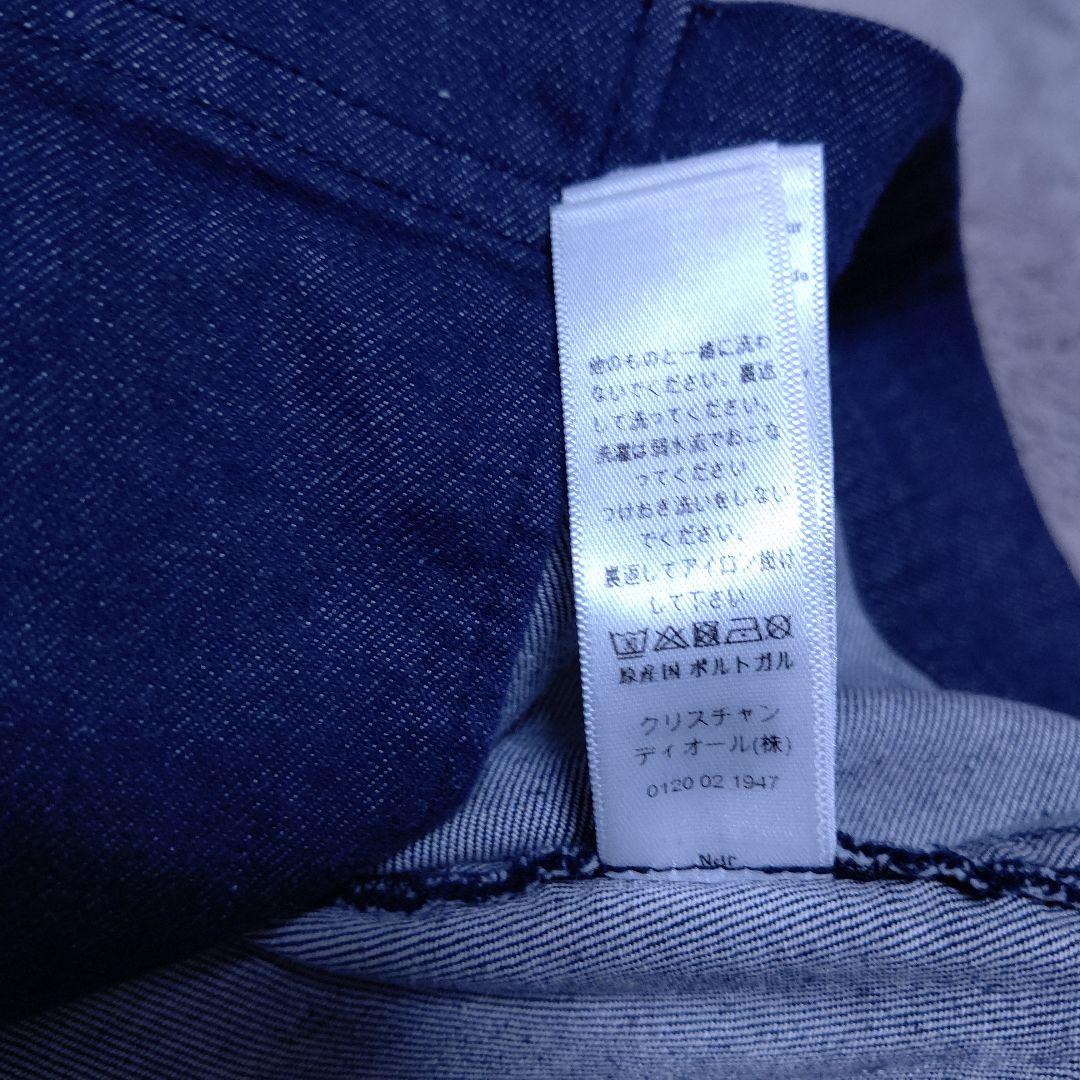 他のものと一緒に洗わ
ないでください。裏返
して洗ってください。
洗濯は弱水流でおこな
ってください
つけおき洗いをしない
でください。
裏返してアイロン掛け
して下さい
原産国 ポルトガル
クリスチャン
ディオール(株)
0120 02 1947
Ndr
ur
da